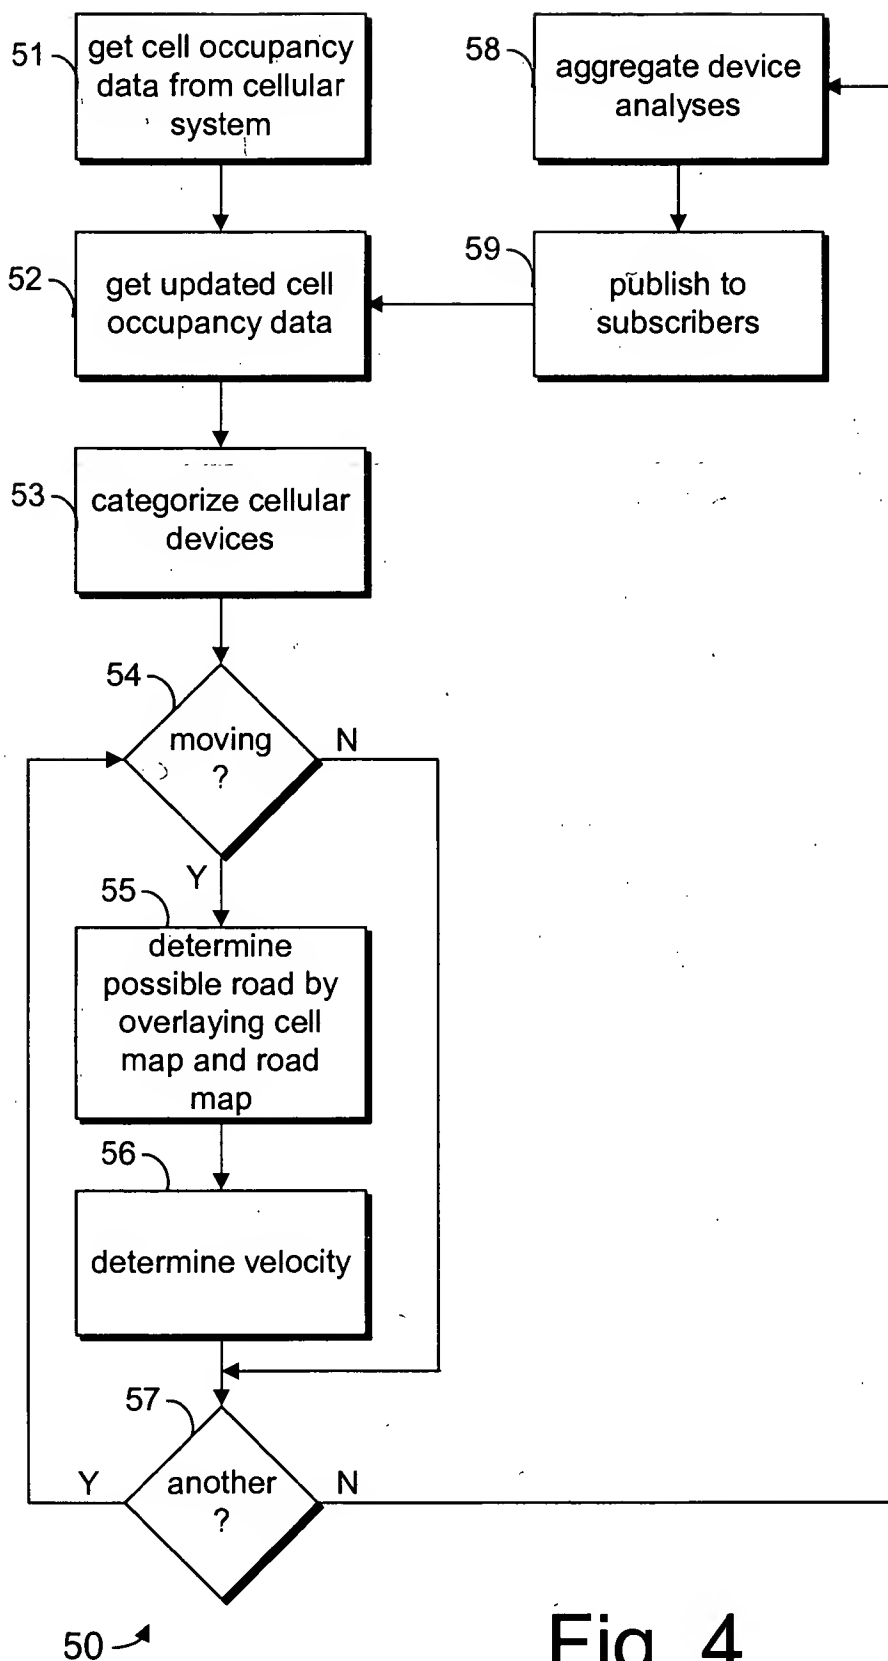 51
get cell occupancy
data from cellular
system
52
get updated cell
occupancy data
53
categorize cellular
devices
54
moving
?
N
Y
55
determine
possible road by
overlaying cell
map and road
map
56
determine velocity
57
another
?
Y
N
58
aggregate device
analyses
59
publish to
subscribers
50
Fig. 4